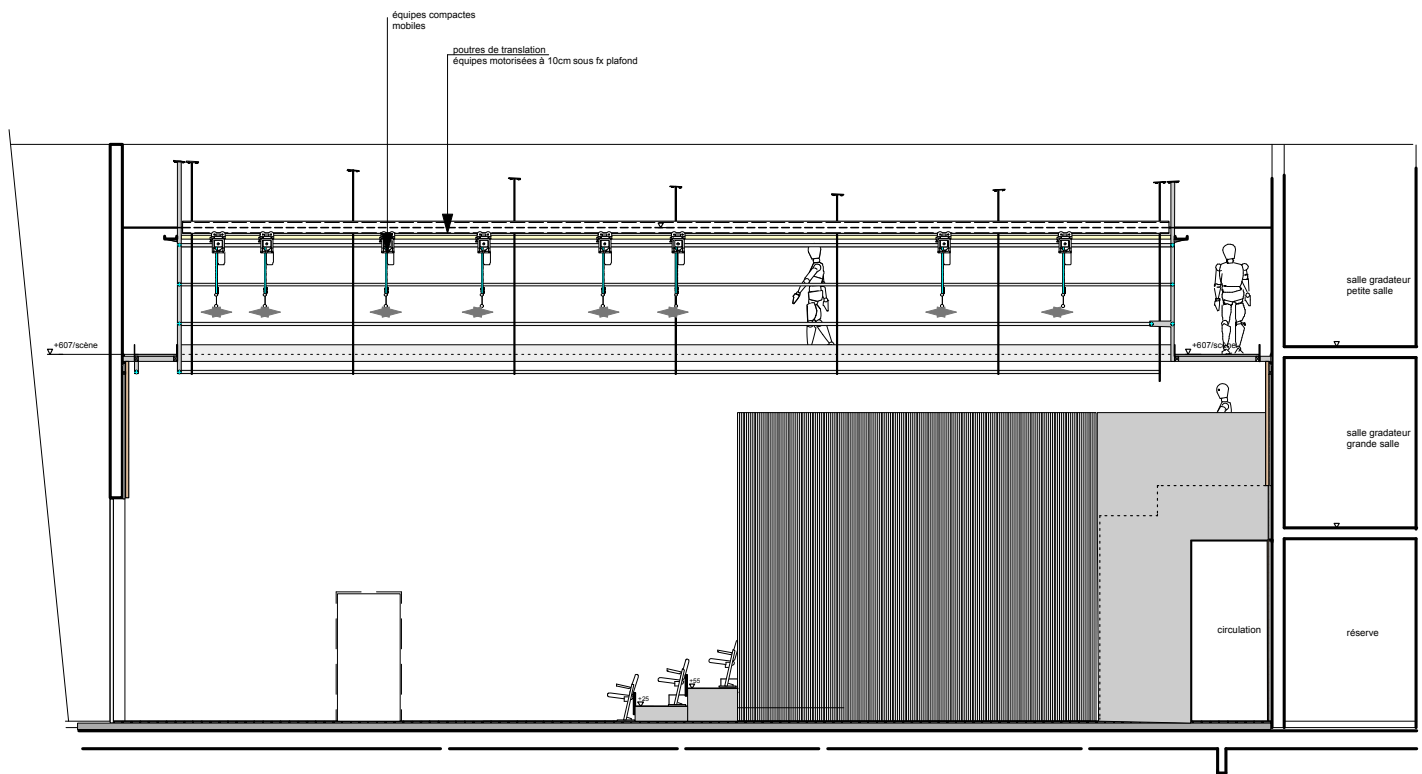 équipes compactes
mobiles
poutres de translation
équipes motorisées à 10cm sous fx plafond
salle gradateur
petite salle
+607/scène
+607/scène
salle gradateur
grande salle
circulation
réserve
+55
+25